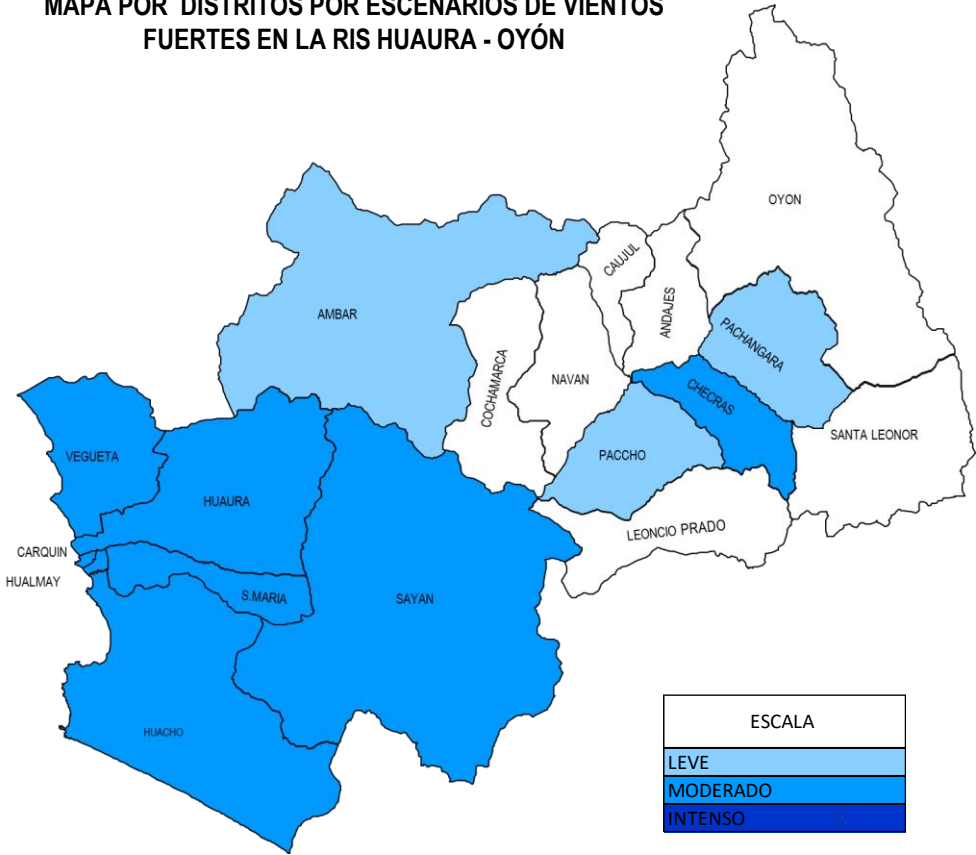 MAPA POR DISTRITOS POR ESCENARIOS DE VIENTOS
FUERTES EN LA RIS HUAURA - OYÓN
OYON
CAUJUL
ANDAJES
AMBAR
PACHANGARA
COCHAMARCA
NAVAN
CHECRAS
SANTA LEONOR
VEGUETA
PACCHO
HUAURA
LEONCIO PRADO
CARQUIN
HUALMAY
S.MARIA
SAYAN
HUACHO
ESCALA
LEVE
MODERADO
INTENSO